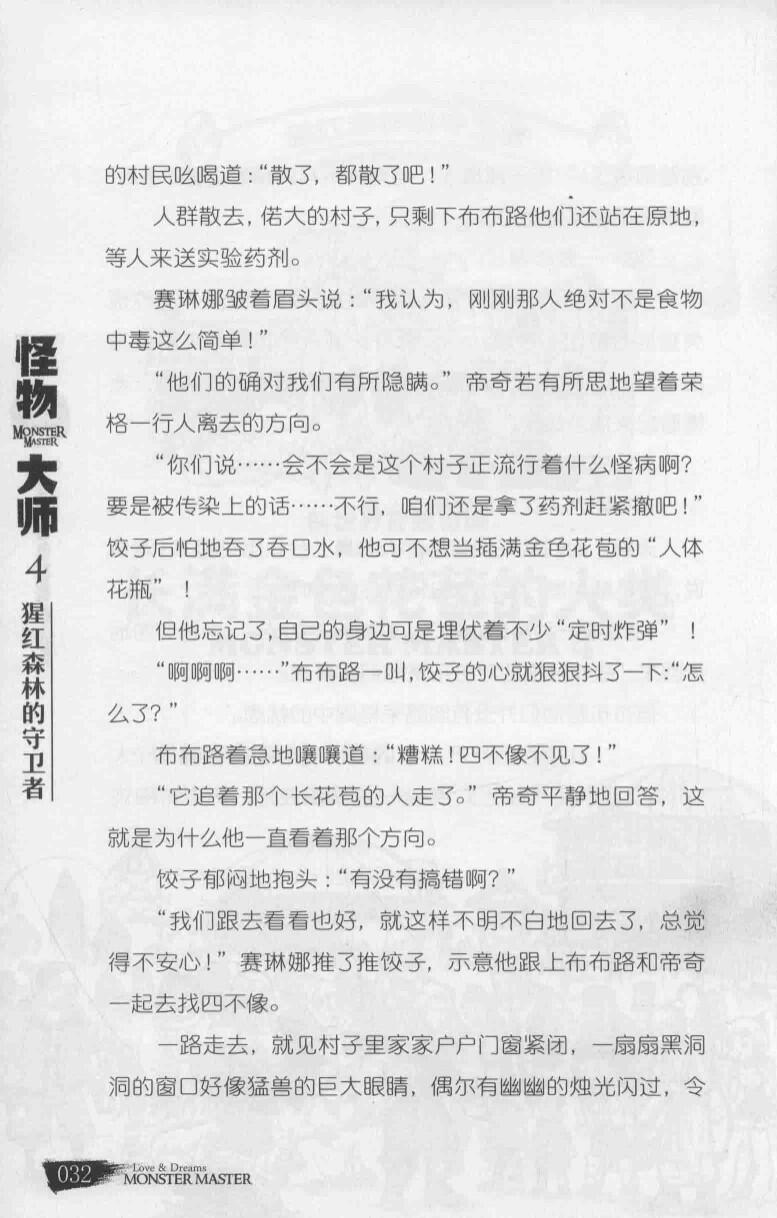 的村民吆喝道：“散了，都散了吧！”
人群散去，偌大的村子，只剩下布布路他们还站在原地，
等人来送实验药剂。
赛琳娜皱着眉头说：“我认为，刚刚那人绝对不是食物
中毒这么简单！”
“他们的确对我们有所隐瞒。”帝奇若有所思地望着荣
格一行人离去的方向。
“你们说……会不会是这个村子正流行着什么怪病啊？
要是被传染上的话……不行，咱们还是拿了药剂赶紧撤吧！”
饺子后怕地吞了吞口水，他可不想当插满金色花苞的“人体
花瓶”！
但他忘记了，自己的身边可是埋伏着不少“定时炸弹”！
“啊啊啊……”布布路一叫，饺子的心就狠狠抖了一下：“怎
么了？”
布布路着急地嚷嚷道：“糟糕！四不像不见了！”
“它追着那个长花苞的人走了。”帝奇平静地回答，这
就是为什么他一直看着那个方向。
饺子郁闷地抱头：“有没有搞错啊？”
“我们跟去看看也好，就这样不明不白地回去了，总觉
得不安心！”赛琳娜推了推饺子，示意他跟上布布路和帝奇
一起去找四不像。
一路走去，就见村子里家家户户门窗紧闭，一扇扇黑洞
洞的窗口好像猛兽的巨大眼睛，偶尔有幽幽的烛光闪过，令
怪物
MONSTER
MASTER
大师
4
猩红森林的守卫者
032
Love & Dreams
MONSTER MASTER